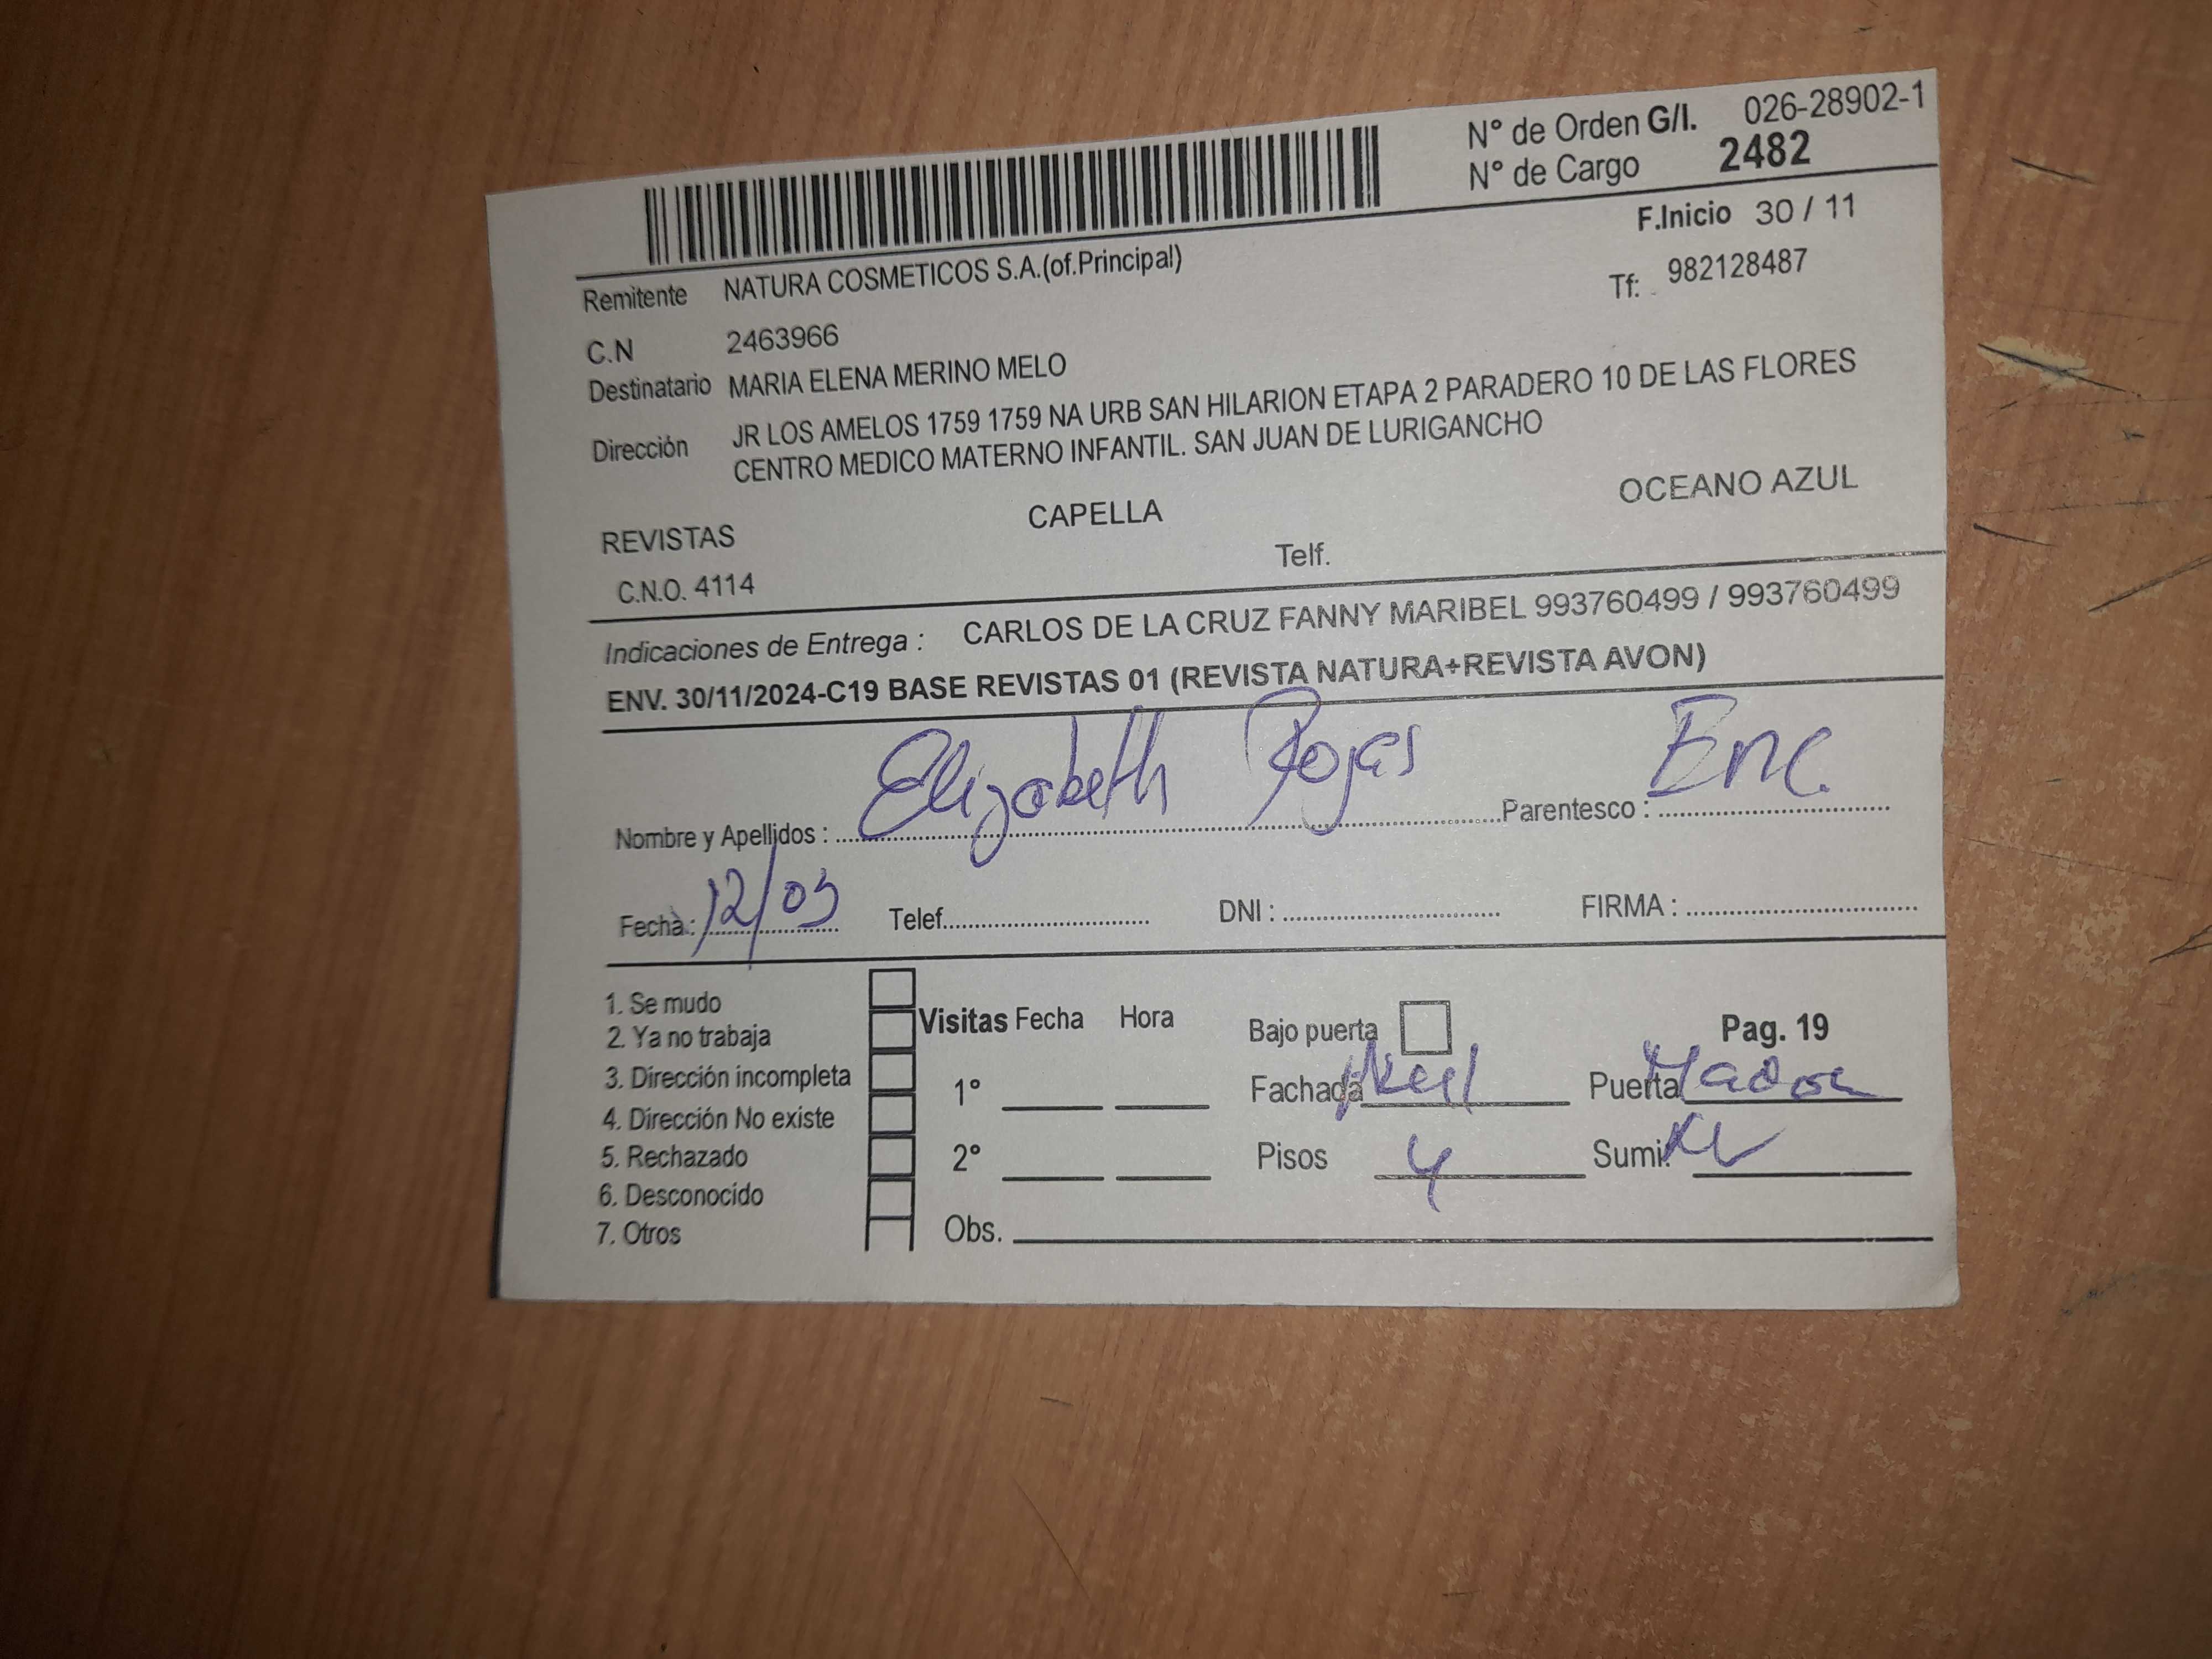 N° de Orden G/I. 026-28902-1
N° de Cargo 2482
F.Inicio 30 / 11
Remitente NATURA COSMETICOS S.A.(of.Principal)
Tf: 982128487
C.N 2463966
Destinatario MARIA ELENA MERINO MELO
Dirección JR LOS AMELOS 1759 1759 NA URB SAN HILARION ETAPA 2 PARADERO 10 DE LAS FLORES
CENTRO MEDICO MATERNO INFANTIL. SAN JUAN DE LURIGANCHO
REVISTAS CAPELLA OCEANO AZUL
C.N.O. 4114 Telf.
Indicaciones de Entrega : CARLOS DE LA CRUZ FANNY MARIBEL 993760499 / 993760499
ENV. 30/11/2024-C19 BASE REVISTAS 01 (REVISTA NATURA+REVISTA AVON)
Nombre y Apellidos : Elizabeth Rojas Parentesco : Enc.
Fecha : 12/03 Telef. DNI : FIRMA :
1. Se mudo
2. Ya no trabaja
3. Dirección incompleta
4. Dirección No existe
5. Rechazado
6. Desconocido
7. Otros
Visitas Fecha Hora
1°
2°
Obs.
Bajo puerta Pag. 19
Fachada Puerta
Pisos 4 Sumi.